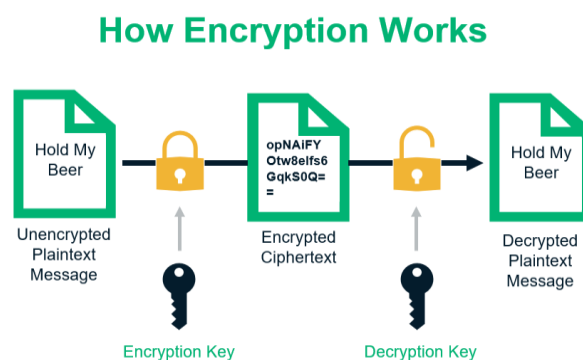 How Encryption Works
Hold My
Beer
opNAiFY
Otw8elfs6
GqkS0Q=
=
Hold My
Beer
Unencrypted
Plaintext
Message
Encrypted
Ciphertext
Decrypted
Plaintext
Message
Encryption Key
Decryption Key